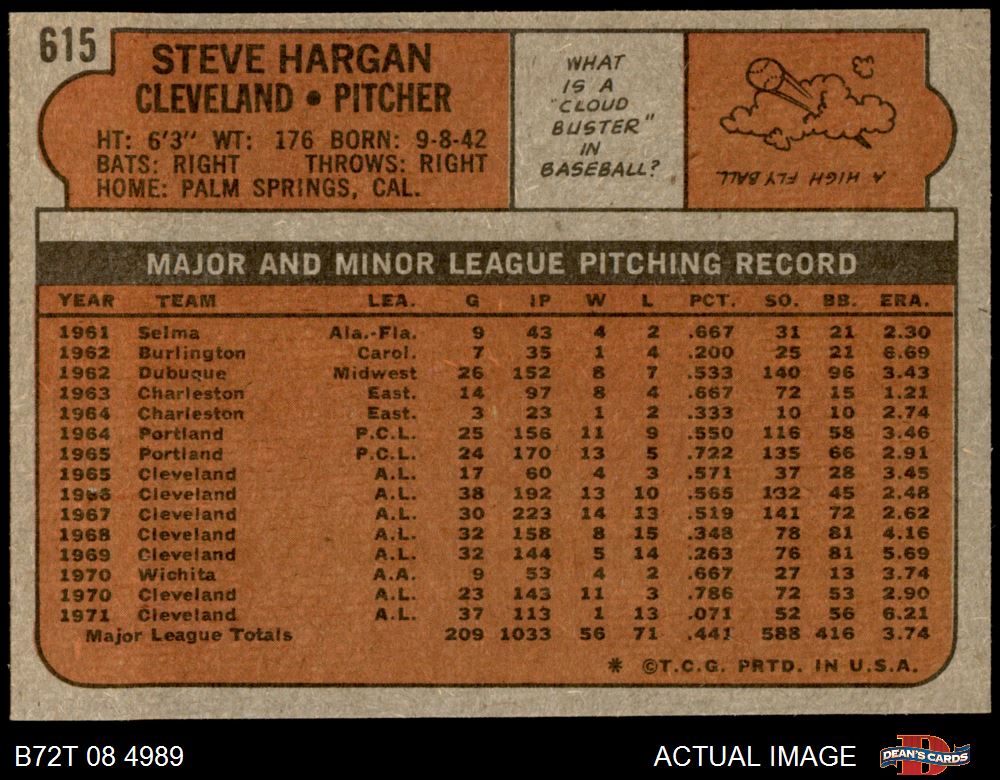 615
STEVE HARGAN
CLEVELAND • PITCHER
HT: 6'3" WT: 176 BORN: 9-8-42
BATS: RIGHT THROWS: RIGHT
HOME: PALM SPRINGS, CAL.
WHAT
IS A
"CLOUD
BUSTER"
IN
BASEBALL?
A HIGH FLY BALL
MAJOR AND MINOR LEAGUE PITCHING RECORD
YEAR TEAM LEA. G IP W L PCT. SO. BB. ERA.
1961 Selma Ala.-Fla. 9 43 4 2 .667 31 21 2.30
1962 Burlington Carol. 7 35 1 4 .200 25 21 6.69
1962 Dubuque Midwest 26 152 8 7 .533 140 96 3.43
1963 Charleston East. 14 97 8 4 .667 72 15 1.21
1964 Charleston East. 3 23 1 2 .333 10 10 2.74
1964 Portland P.C.L. 25 156 11 9 .550 116 58 3.46
1965 Portland P.C.L. 24 170 13 5 .722 135 66 2.91
1965 Cleveland A.L. 17 60 4 3 .571 37 28 3.45
1966 Cleveland A.L. 38 192 13 10 .565 132 45 2.48
1967 Cleveland A.L. 30 223 14 13 .519 141 72 2.62
1968 Cleveland A.L. 32 158 8 15 .348 78 81 4.16
1969 Cleveland A.L. 32 144 5 14 .263 76 81 5.69
1970 Wichita A.A. 9 53 4 2 .667 27 13 3.74
1970 Cleveland A.L. 23 143 11 3 .786 72 53 2.90
1971 Cleveland A.L. 37 113 1 13 .071 52 56 6.21
Major League Totals 209 1033 56 71 .441 588 416 3.74
* ©T.C.G. PRTD. IN U.S.A.
B72T 08 4989
ACTUAL IMAGE
DEAN'S CARDS